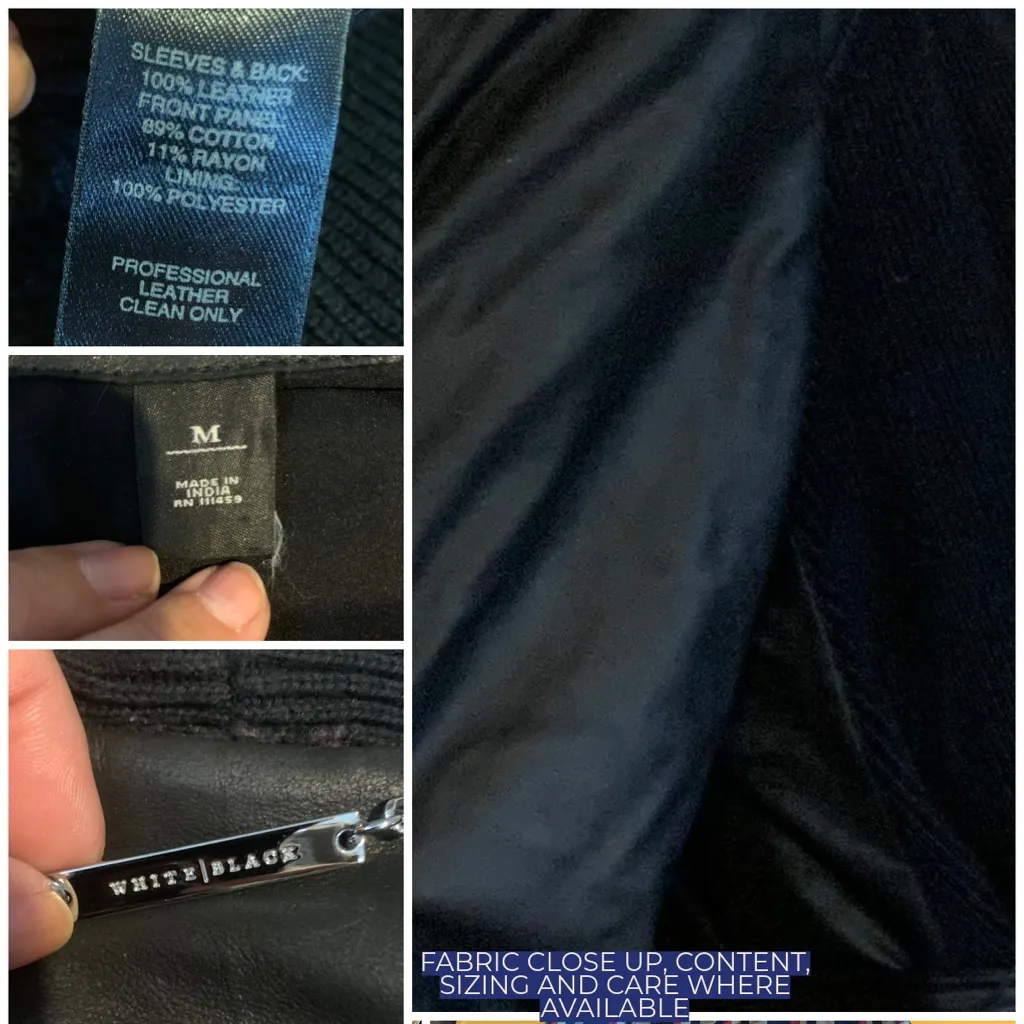 SLEEVES & BACK
100% LEATHER
FRONT PANEL
89% COTTON
11% RAYON
LINING:
100% POLYESTER
PROFESSIONAL
LEATHER
CLEAN ONLY
M
MADE IN
INDIA
RN 111459
WHITE|BLACK
FABRIC CLOSE UP, CONTENT,
SIZING AND CARE WHERE
AVAILABLE